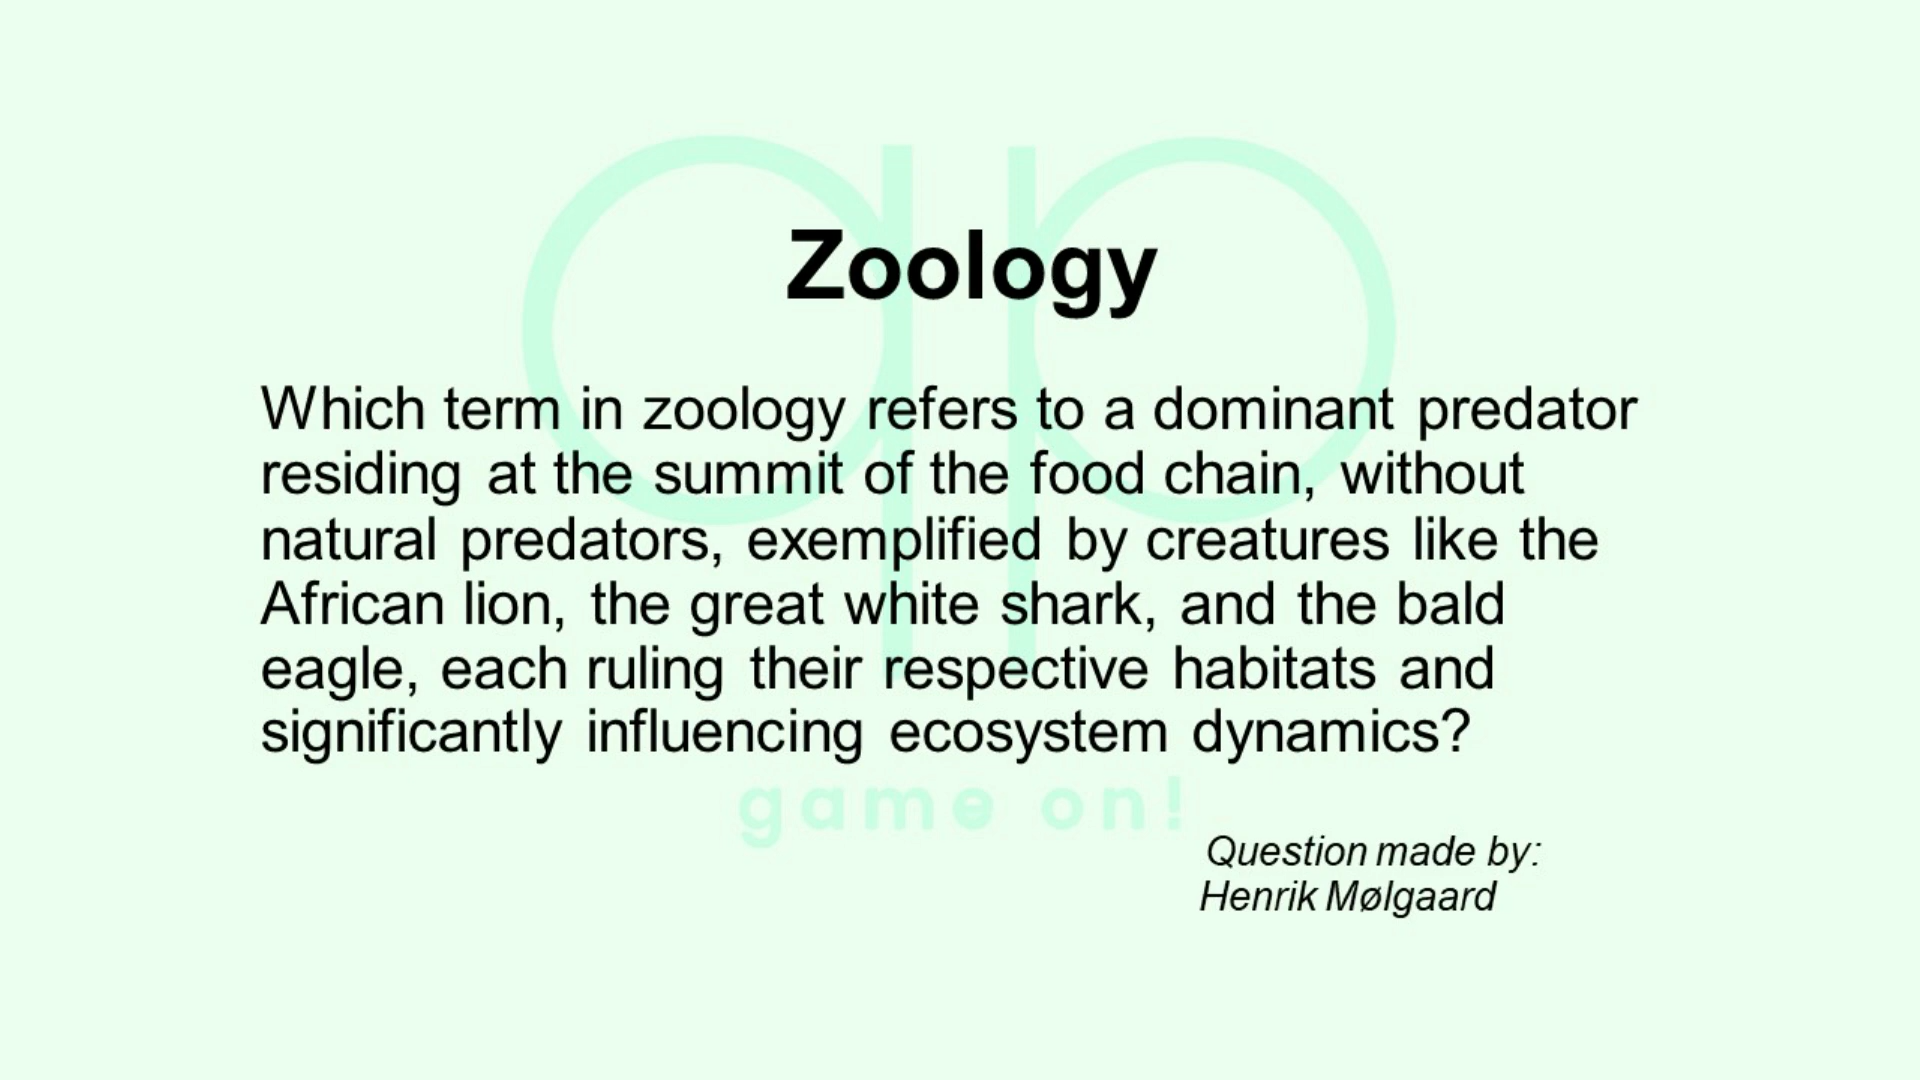 Zoology
Which term in zoology refers to a dominant predator
residing at the summit of the food chain, without
natural predators, exemplified by creatures like the
African lion, the great white shark, and the bald
eagle, each ruling their respective habitats and
significantly influencing ecosystem dynamics?
game on!
Question made by:
Henrik Mølgaard